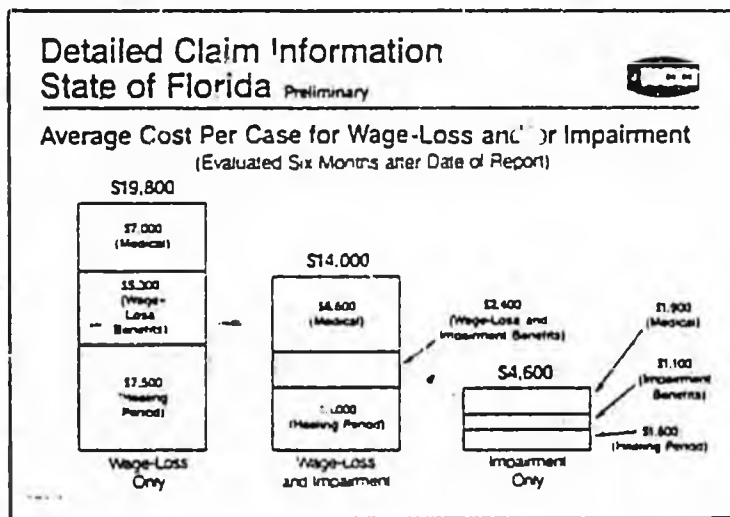 Detailed Claim Information
State of Florida Preliminary
Average Cost Per Case for Wage-Loss and or Impairment
(Evaluated Six Months after Date of Report)
$19,800
$7,000
(Medical)
(Wage-
Loss
Benefits)
$7,500
(Healing
Period)
Wage-Loss
Only
$14,000
$6,600
(Medical)
(Healing Period)
Wage-Loss
and Impairment
$2,400
(Wage-Loss and
Impairment Benefits)
$4,600
Impairment
Only
$1,900
(Medical)
$1,100
(Impairment
Benefits)
$1,600
(Healing Period)